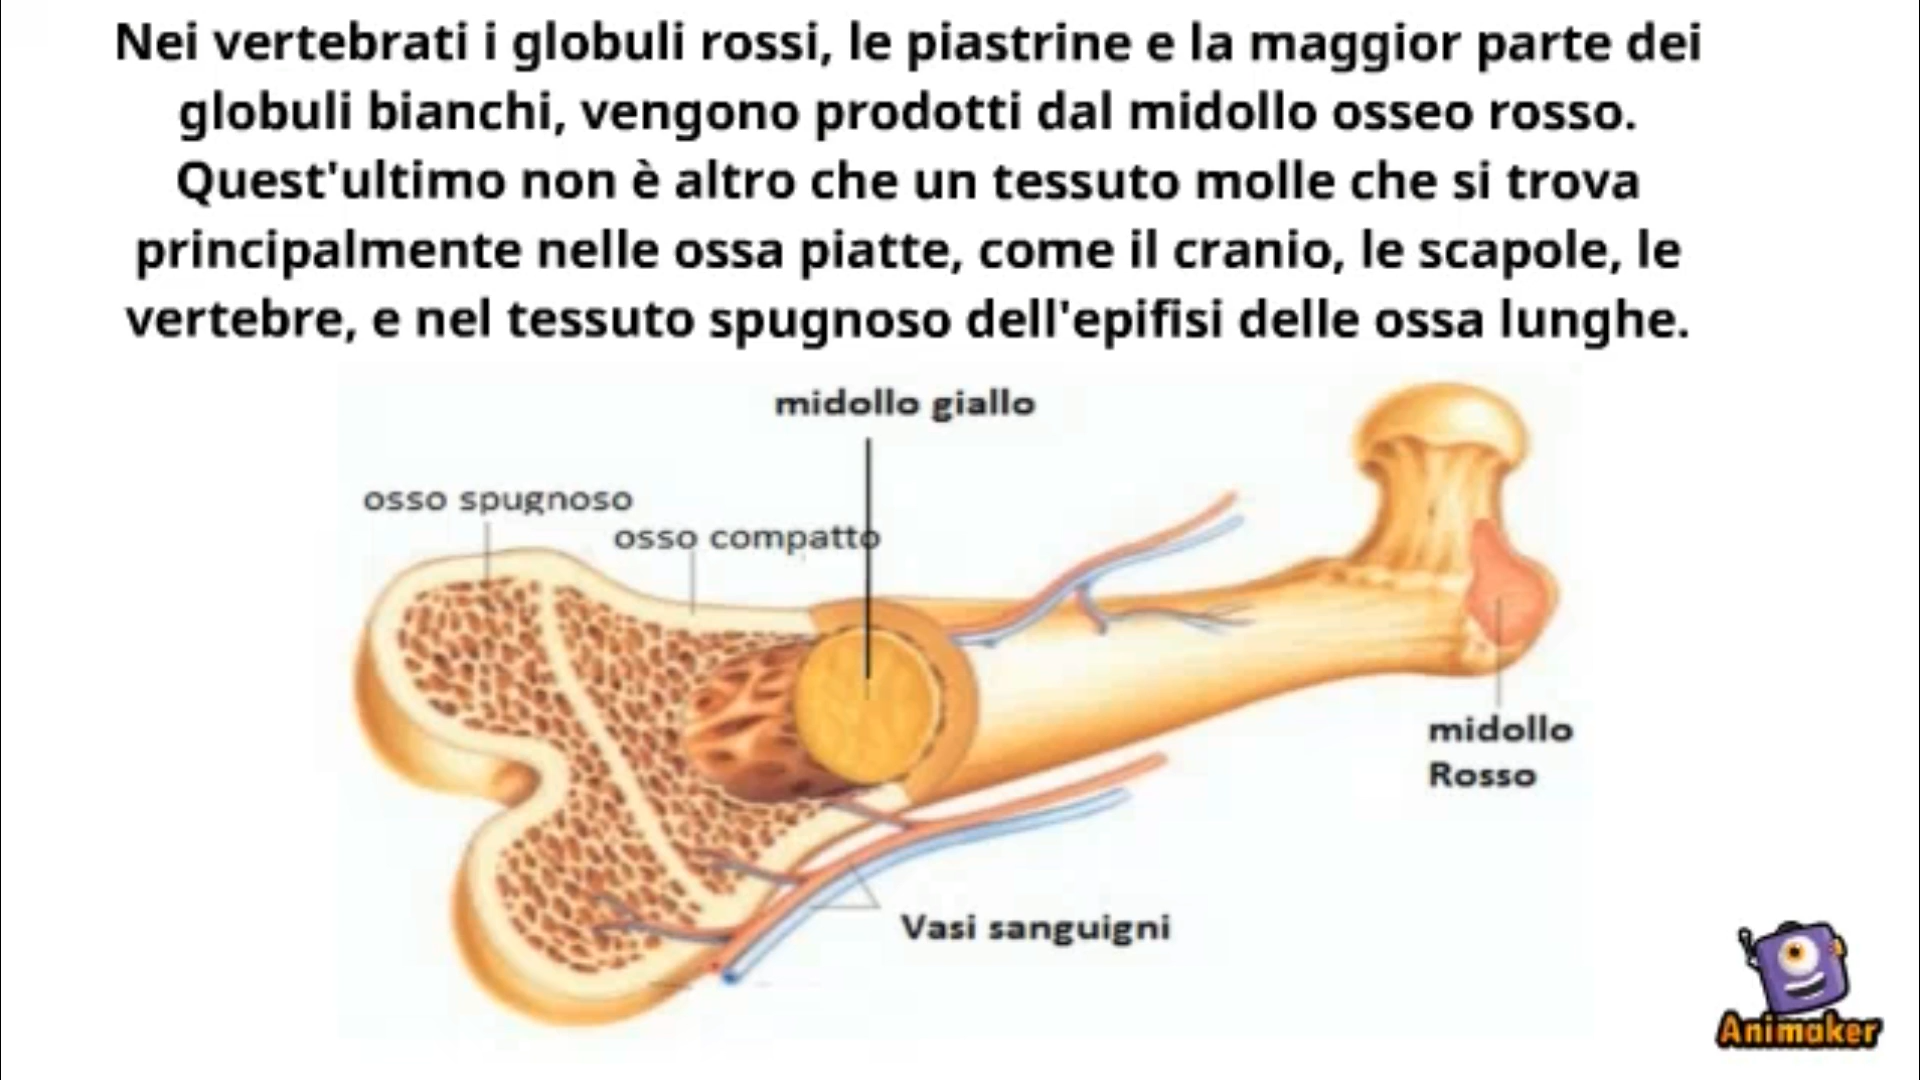 Nei vertebrati i globuli rossi, le piastrine e la maggior parte dei
globuli bianchi, vengono prodotti dal midollo osseo rosso.
Quest'ultimo non è altro che un tessuto molle che si trova
principalmente nelle ossa piatte, come il cranio, le scapole, le
vertebre, e nel tessuto spugnoso dell'epifisi delle ossa lunghe.
midollo giallo
osso spugnoso
osso compatto
midollo
Rosso
Vasi sanguigni
Animaker